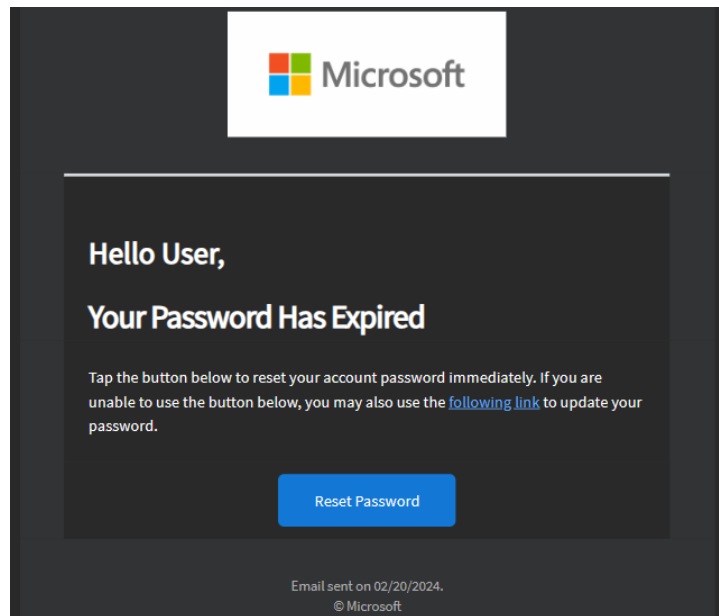 Microsoft
Hello User,
Your Password Has Expired
Tap the button below to reset your account password immediately. If you are
unable to use the button below, you may also use the following link to update your
password.
Reset Password
Email sent on 02/20/2024.
© Microsoft